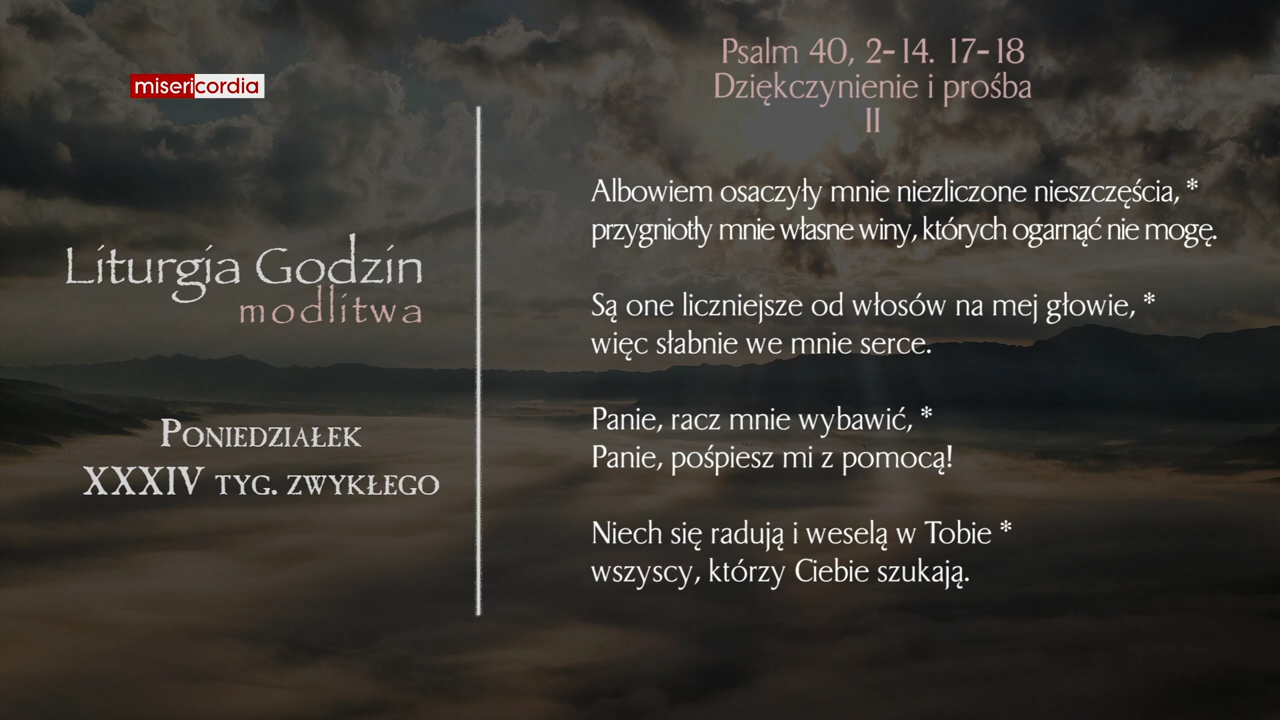 misericordia
Liturgia Godzin
modlitwa
Poniedziałek
XXXIV tyg. zwykłego
Psalm 40, 2-14. 17-18
Dziękczynienie i prośba
II
Albowiem osaczyły mnie niezliczone nieszczęścia, *
przygniotły mnie własne winy, których ogarnąć nie mogę.
Są one liczniejsze od włosów na mej głowie, *
więc słabnie we mnie serce.
Panie, racz mnie wybawić, *
Panie, pośpiesz mi z pomocą!
Niech się radują i weselą w Tobie *
wszyscy, którzy Ciebie szukają.